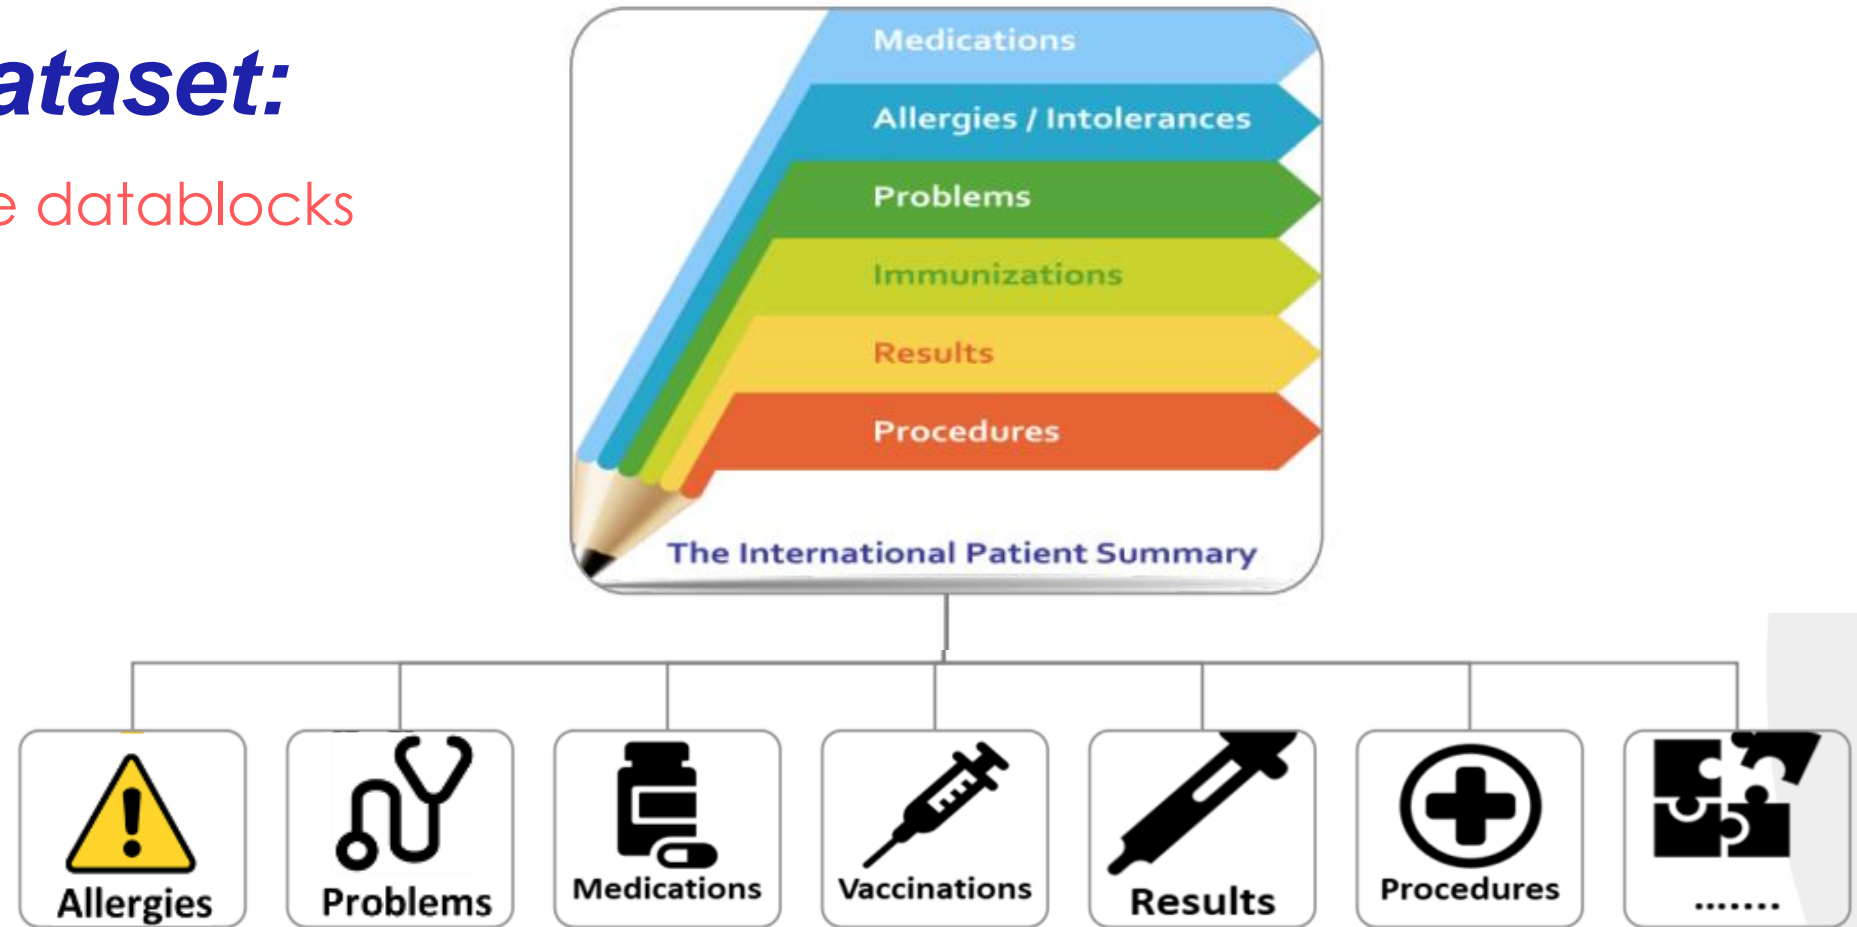 ataset:
e datablocks
Medications
Allergies / Intolerances
Problems
Immunizations
Results
Procedures
The International Patient Summary
Allergies
Problems
Medications
Vaccinations
Results
Procedures
.......